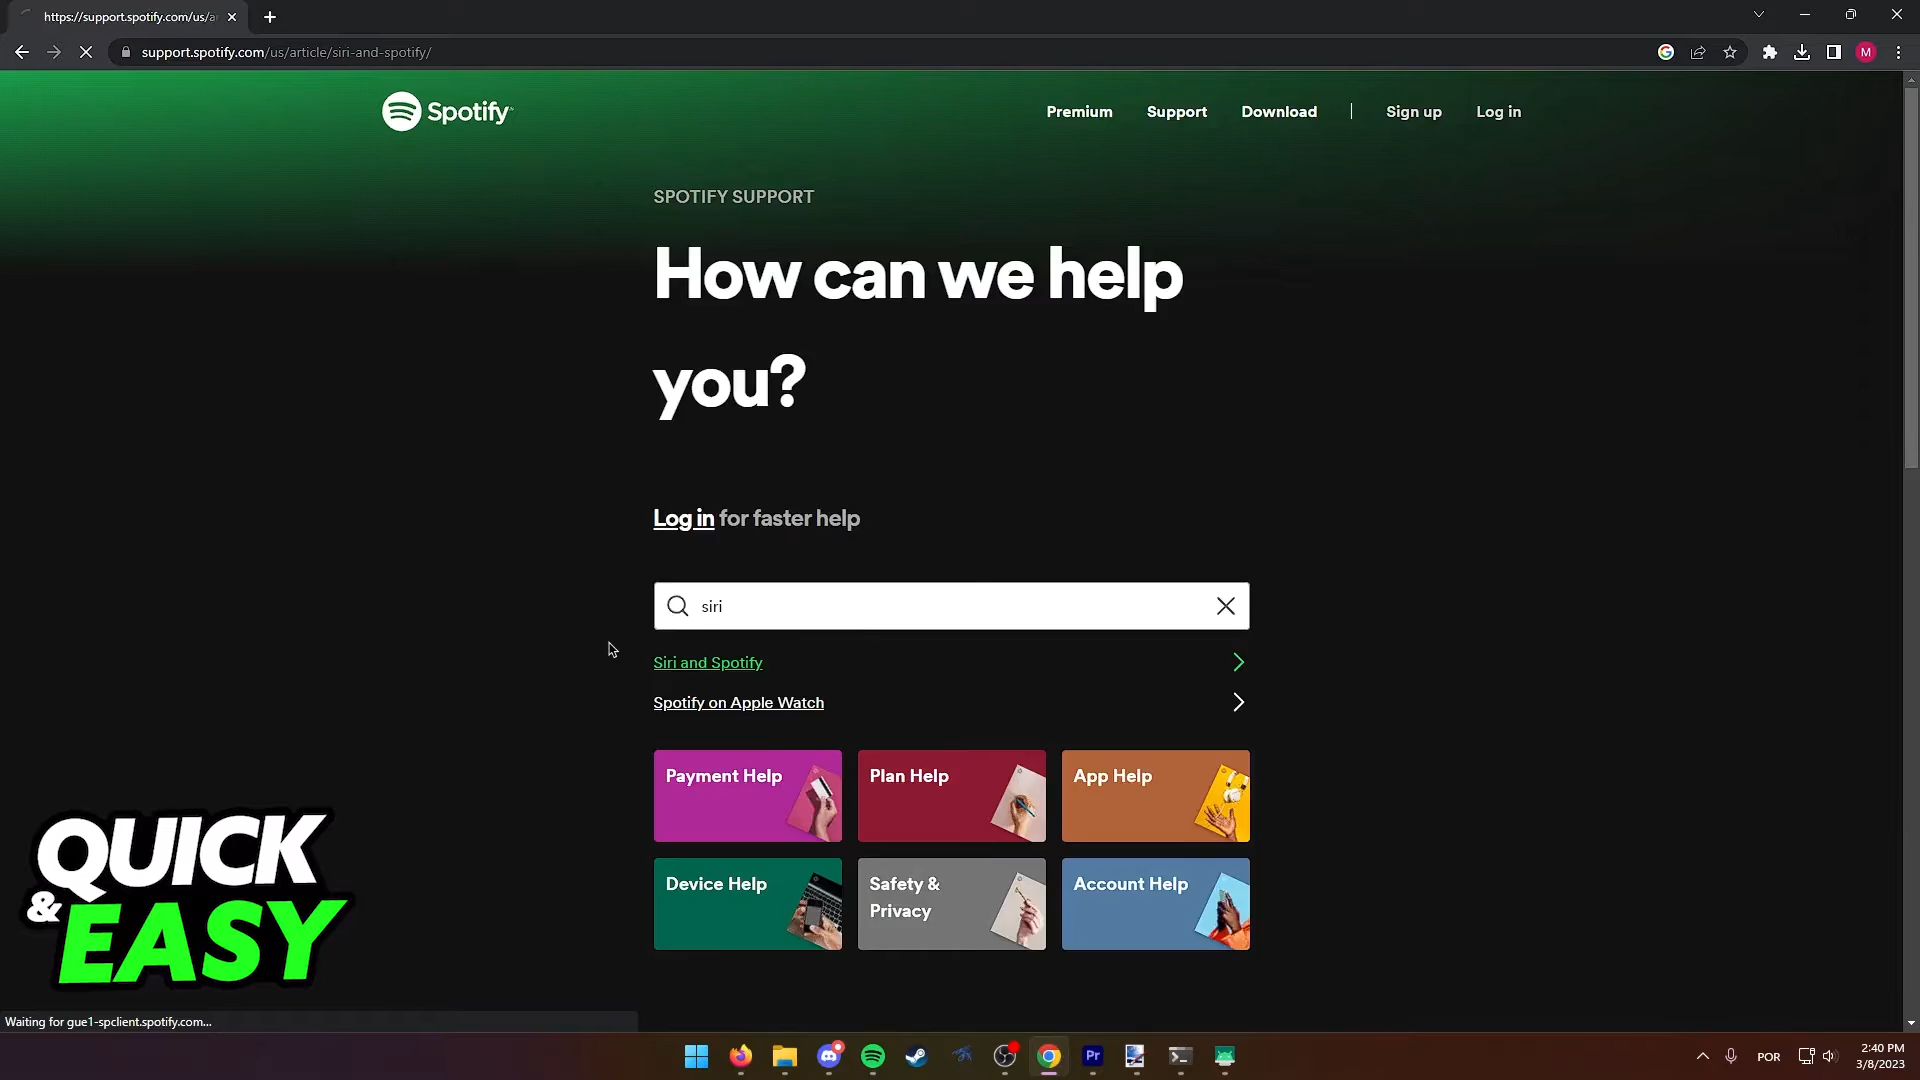 https://support.spotify.com/us/a
support.spotify.com/us/article/siri-and-spotify/
M
Spotify
Premium
Support
Download
|
Sign up
Log in
SPOTIFY SUPPORT
How can we help
you?
Log in for faster help
siri
Siri and Spotify
Spotify on Apple Watch
Payment Help
Plan Help
App Help
Device Help
Safety &
Privacy
Account Help
QUICK
& EASY
Waiting for gue1-spclient.spotify.com...
Pr
POR
2:40 PM
3/8/2023